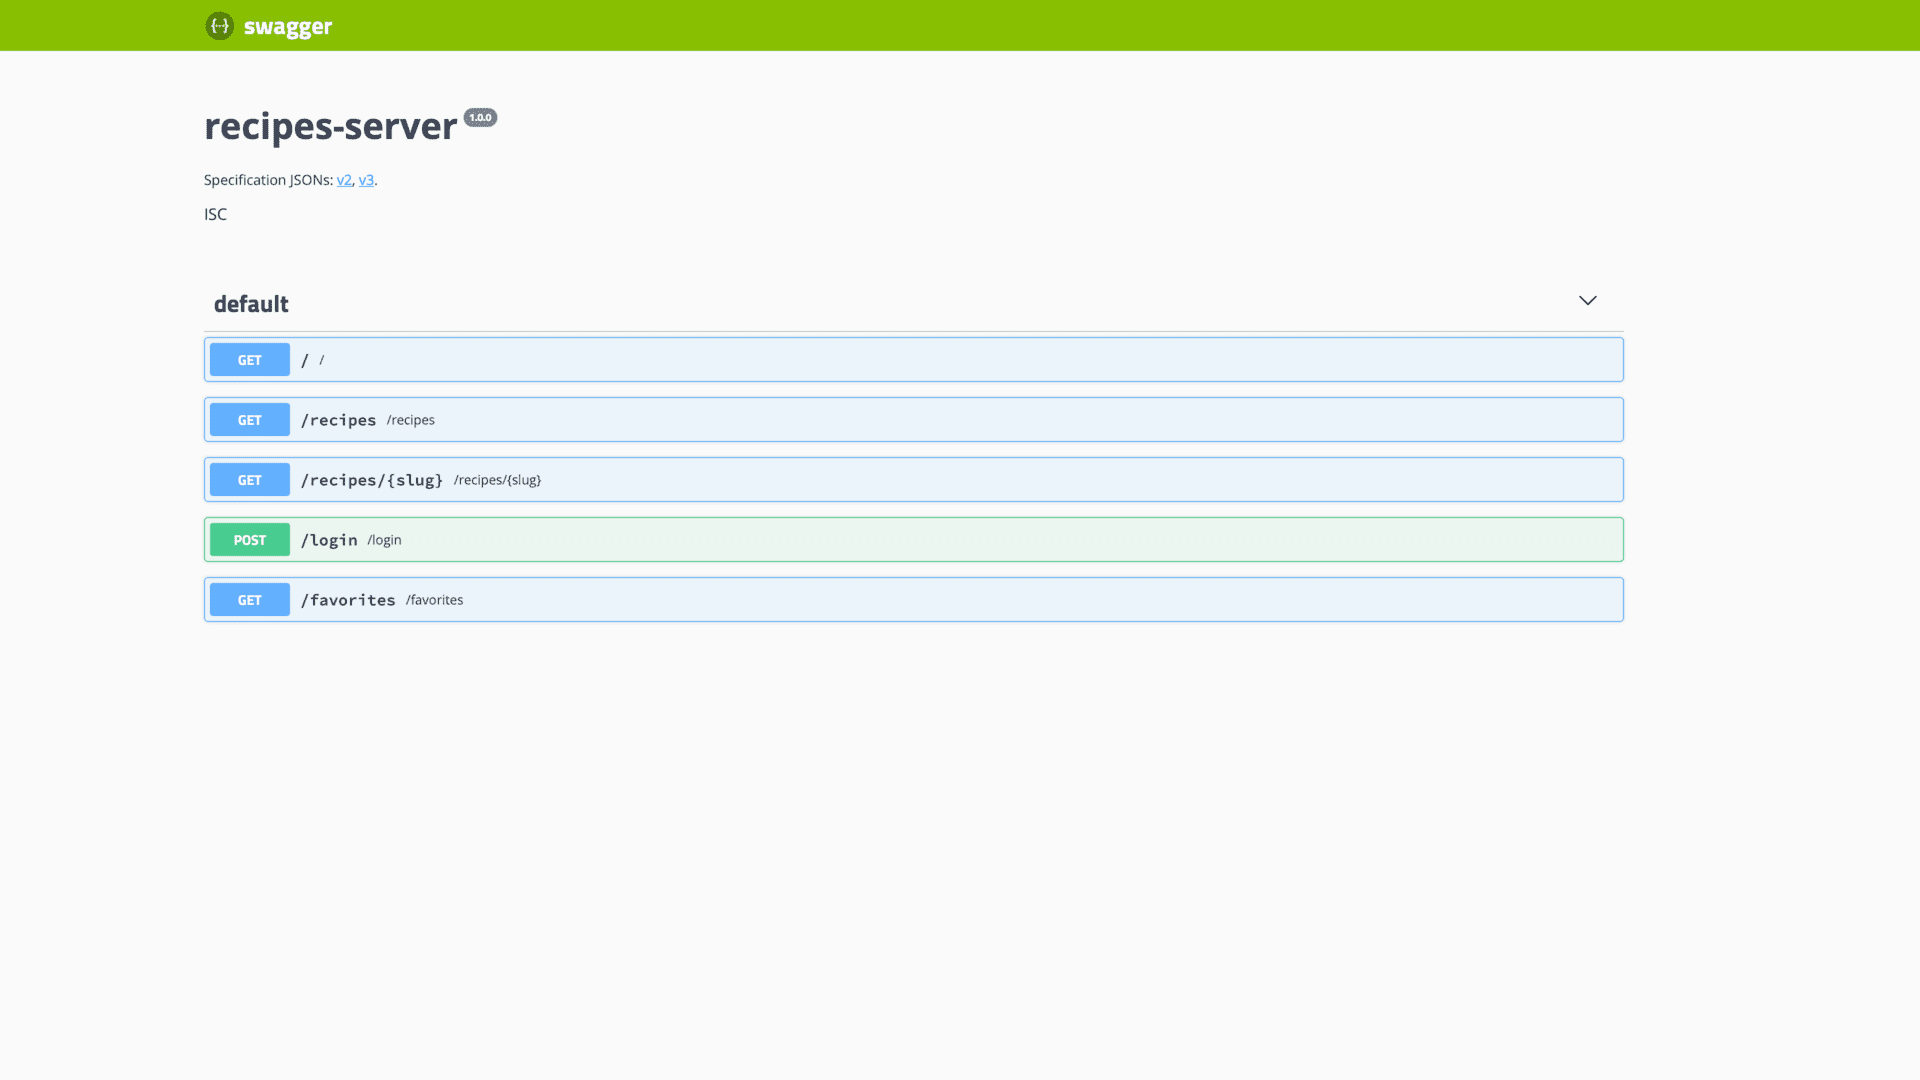 {···} swagger
recipes-server 1.0.0
Specification JSONs: v2, v3.
ISC
default
GET / /
GET /recipes /recipes
GET /recipes/{slug} /recipes/{slug}
POST /login /login
GET /favorites /favorites